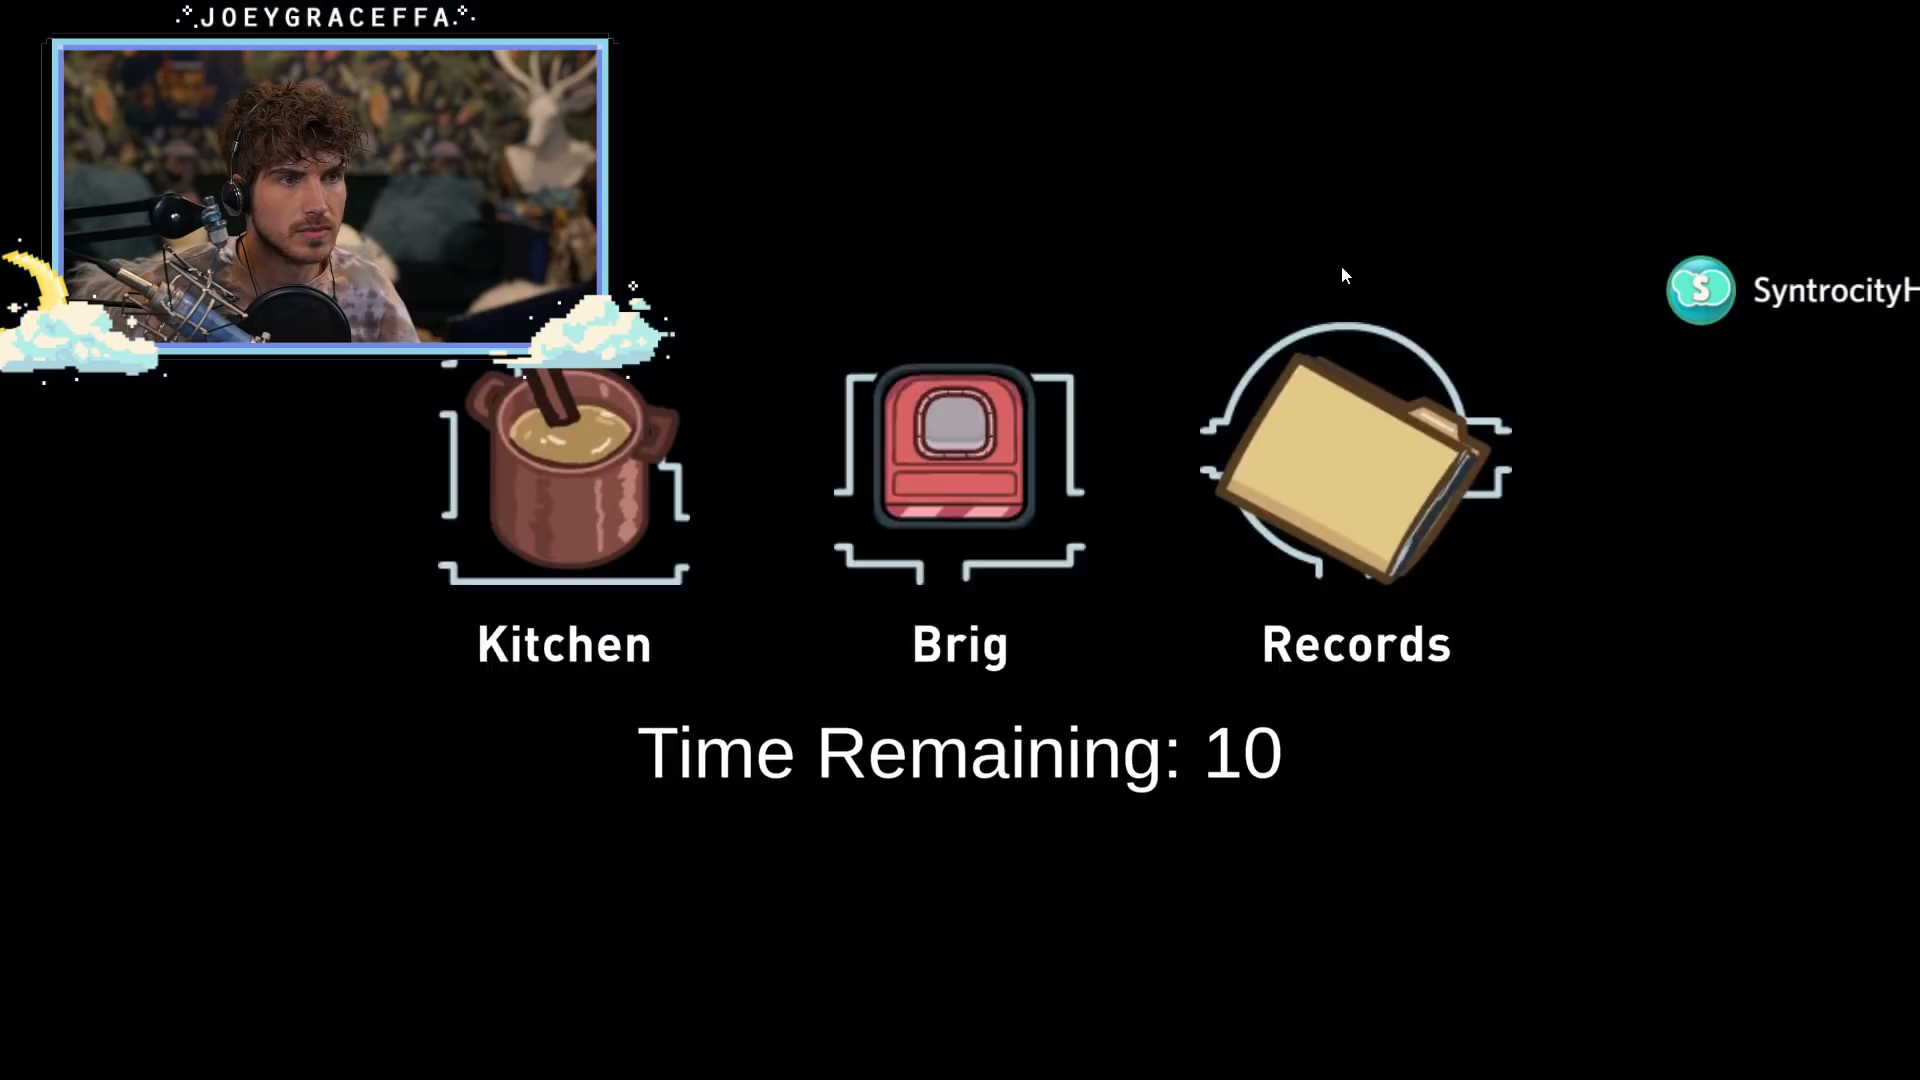 JOEYGRACEFFA
S SyntrocityH
Kitchen
Brig
Records
Time Remaining: 10